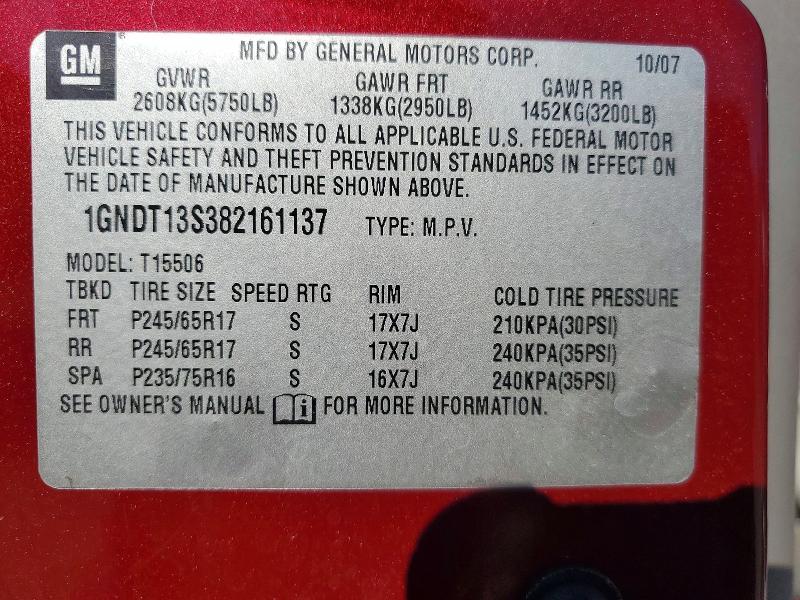 GM MFD BY GENERAL MOTORS CORP. 10/07
GVWR GAWR FRT GAWR RR
2608KG(5750LB) 1338KG(2950LB) 1452KG(3200LB)
THIS VEHICLE CONFORMS TO ALL APPLICABLE U.S. FEDERAL MOTOR
VEHICLE SAFETY AND THEFT PREVENTION STANDARDS IN EFFECT ON
THE DATE OF MANUFACTURE SHOWN ABOVE.
1GNDT13S382161137 TYPE: M.P.V.
MODEL: T15506
TBKD TIRE SIZE SPEED RTG RIM COLD TIRE PRESSURE
FRT P245/65R17 S 17X7J 210KPA(30PSI)
RR P245/65R17 S 17X7J 240KPA(35PSI)
SPA P235/75R16 S 16X7J 240KPA(35PSI)
SEE OWNER'S MANUAL i FOR MORE INFORMATION.